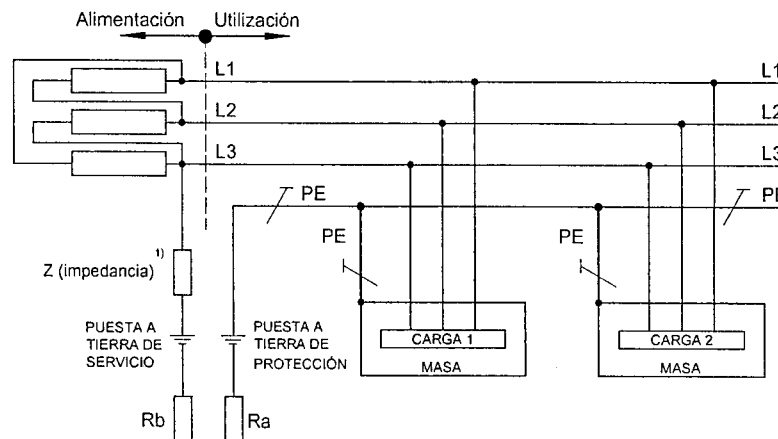 Alimentación Utilización
L1 L1
L2 L2
L3 L3
PE PE PE
PE PE
Z (impedancia) 1)
PUESTA A
TIERRA DE
SERVICIO
PUESTA A
TIERRA DE
PROTECCIÓN
CARGA 1
MASA
CARGA 2
MASA
Rb Ra